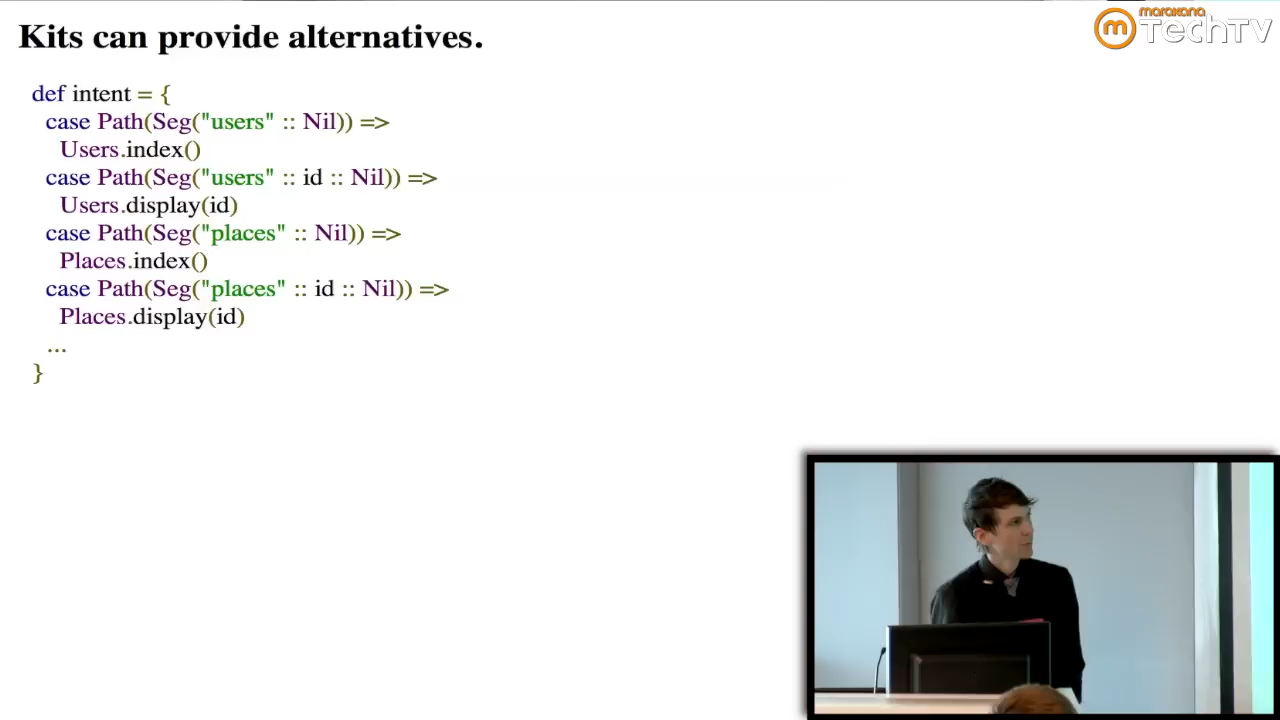 Kits can provide alternatives.
marakana
m TechTV
def intent = {
case Path(Seg("users" :: Nil)) =>
Users.index()
case Path(Seg("users" :: id :: Nil)) =>
Users.display(id)
case Path(Seg("places" :: Nil)) =>
Places.index()
case Path(Seg("places" :: id :: Nil)) =>
Places.display(id)
...
}